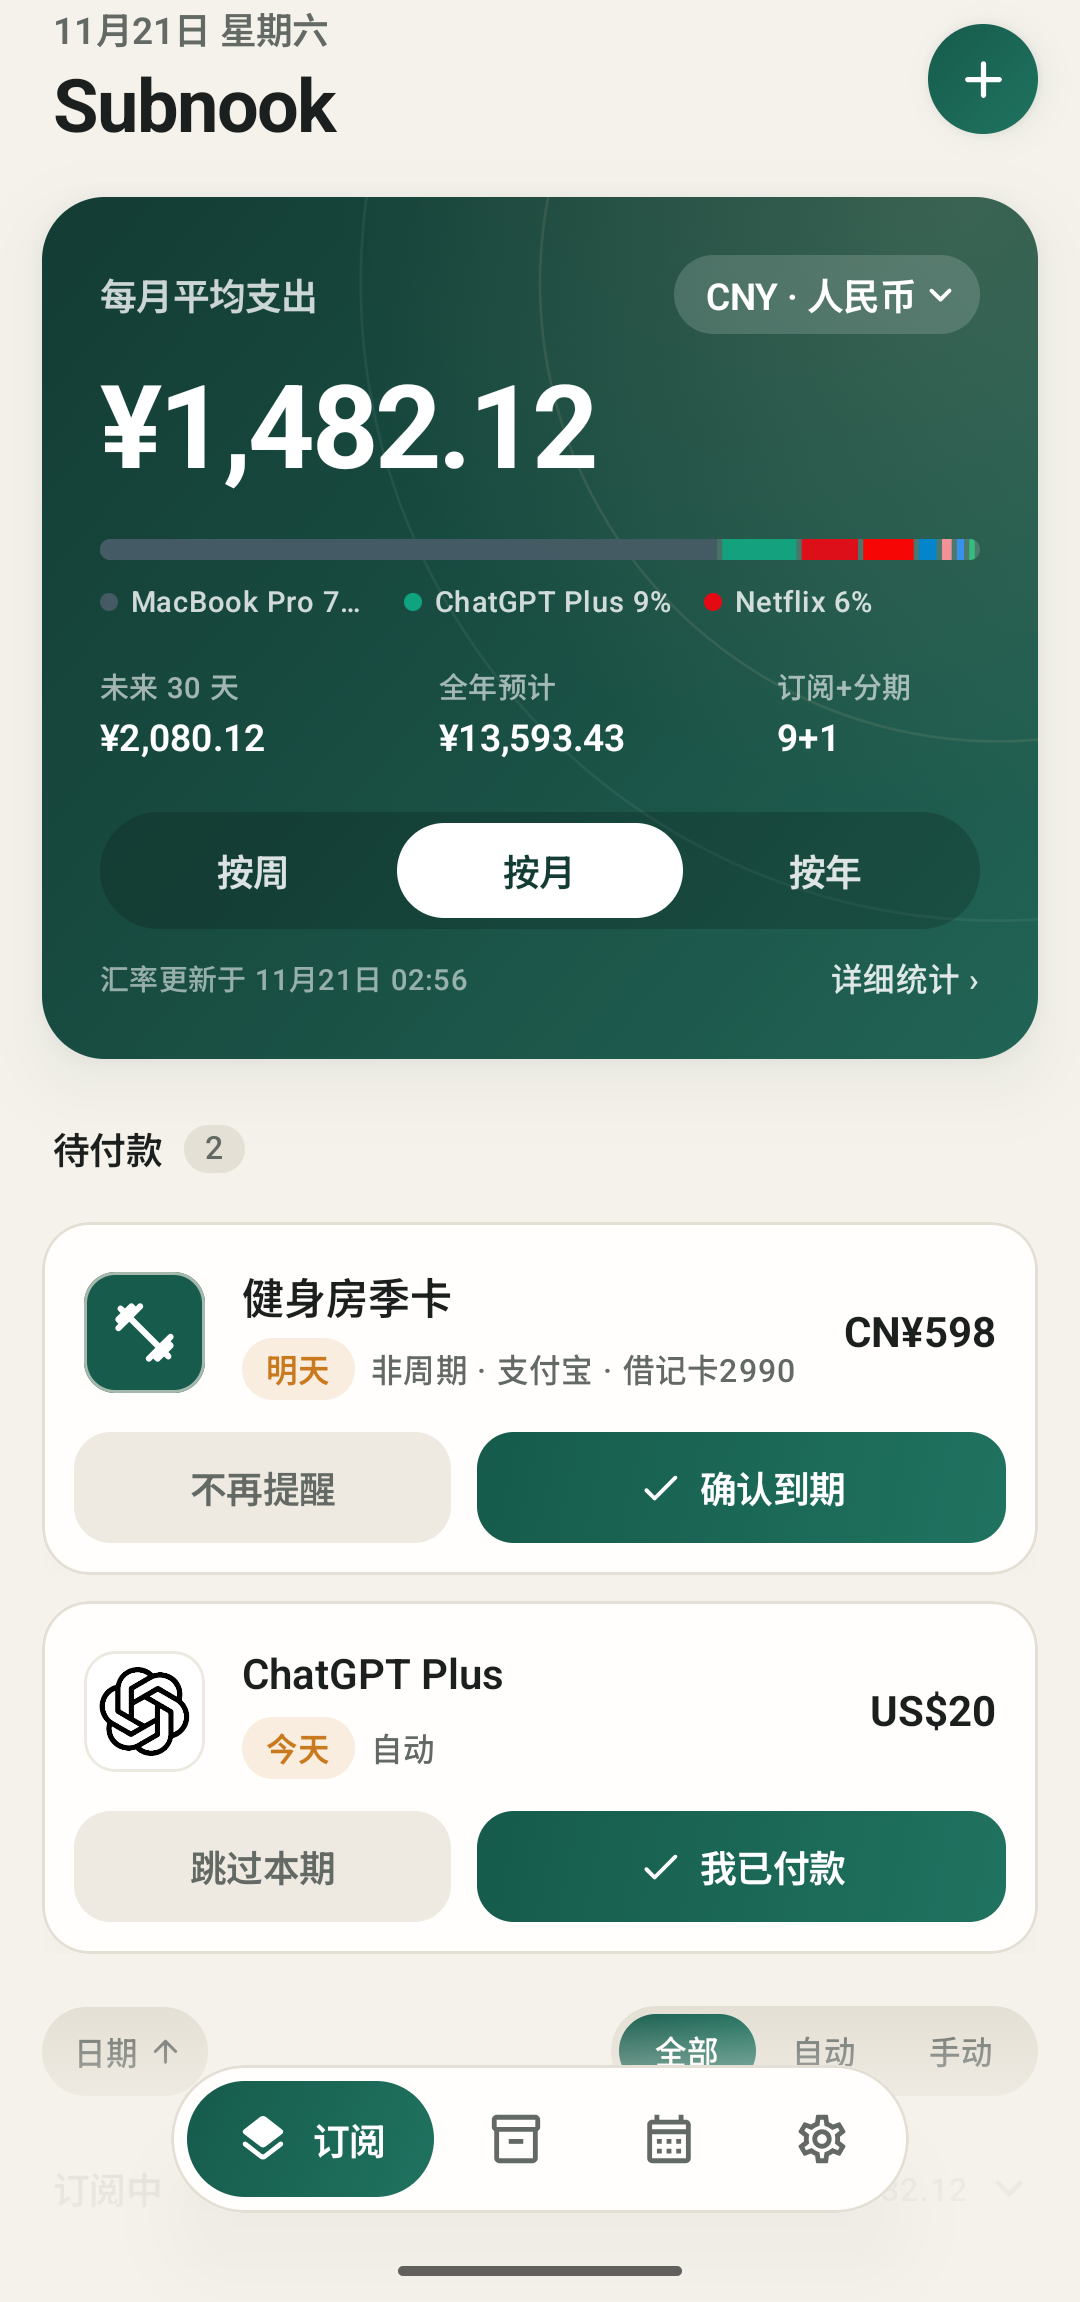 11月21日 星期六
Subnook
每月平均支出
CNY · 人民币
¥1,482.12
MacBook Pro 7…
ChatGPT Plus 9%
Netflix 6%
未来 30 天
全年预计
订阅+分期
¥2,080.12
¥13,593.43
9+1
按周
按月
按年
汇率更新于 11月21日 02:56
详细统计 ›
待付款 2
健身房季卡
CN¥598
明天 非周期 · 支付宝 · 借记卡2990
不再提醒
确认到期
ChatGPT Plus
US$20
今天 自动
跳过本期
我已付款
日期 ↑
全部
自动
手动
订阅
订阅中
32.12